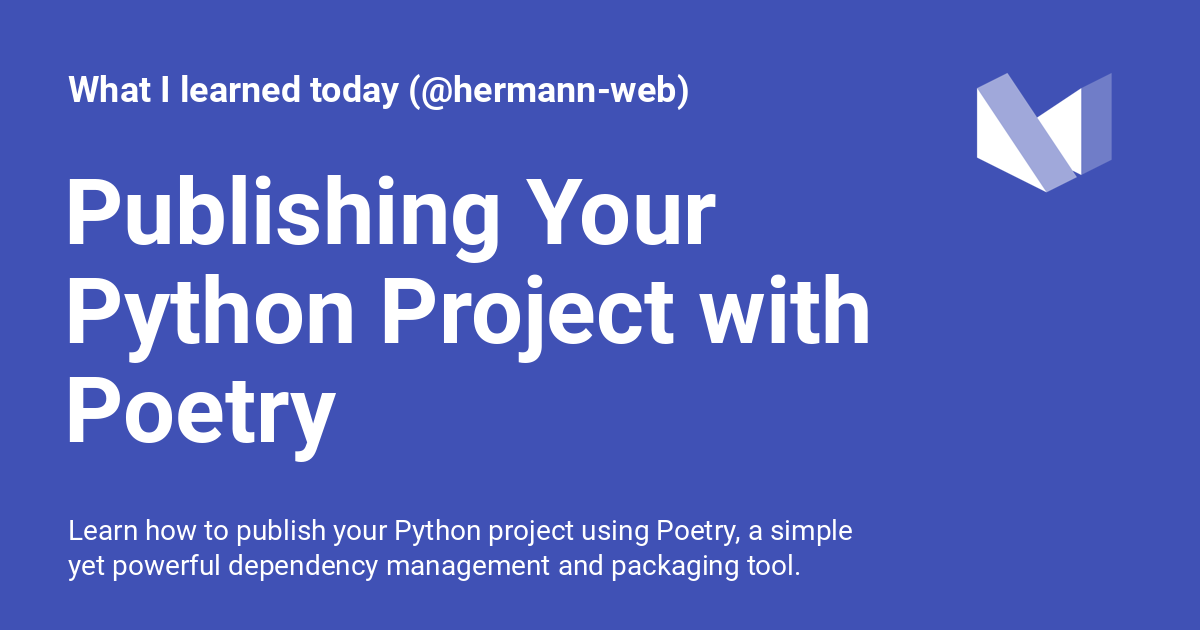 What I learned today (@hermann-web)
Publishing Your
Python Project with
Poetry
Learn how to publish your Python project using Poetry, a simple
yet powerful dependency management and packaging tool.